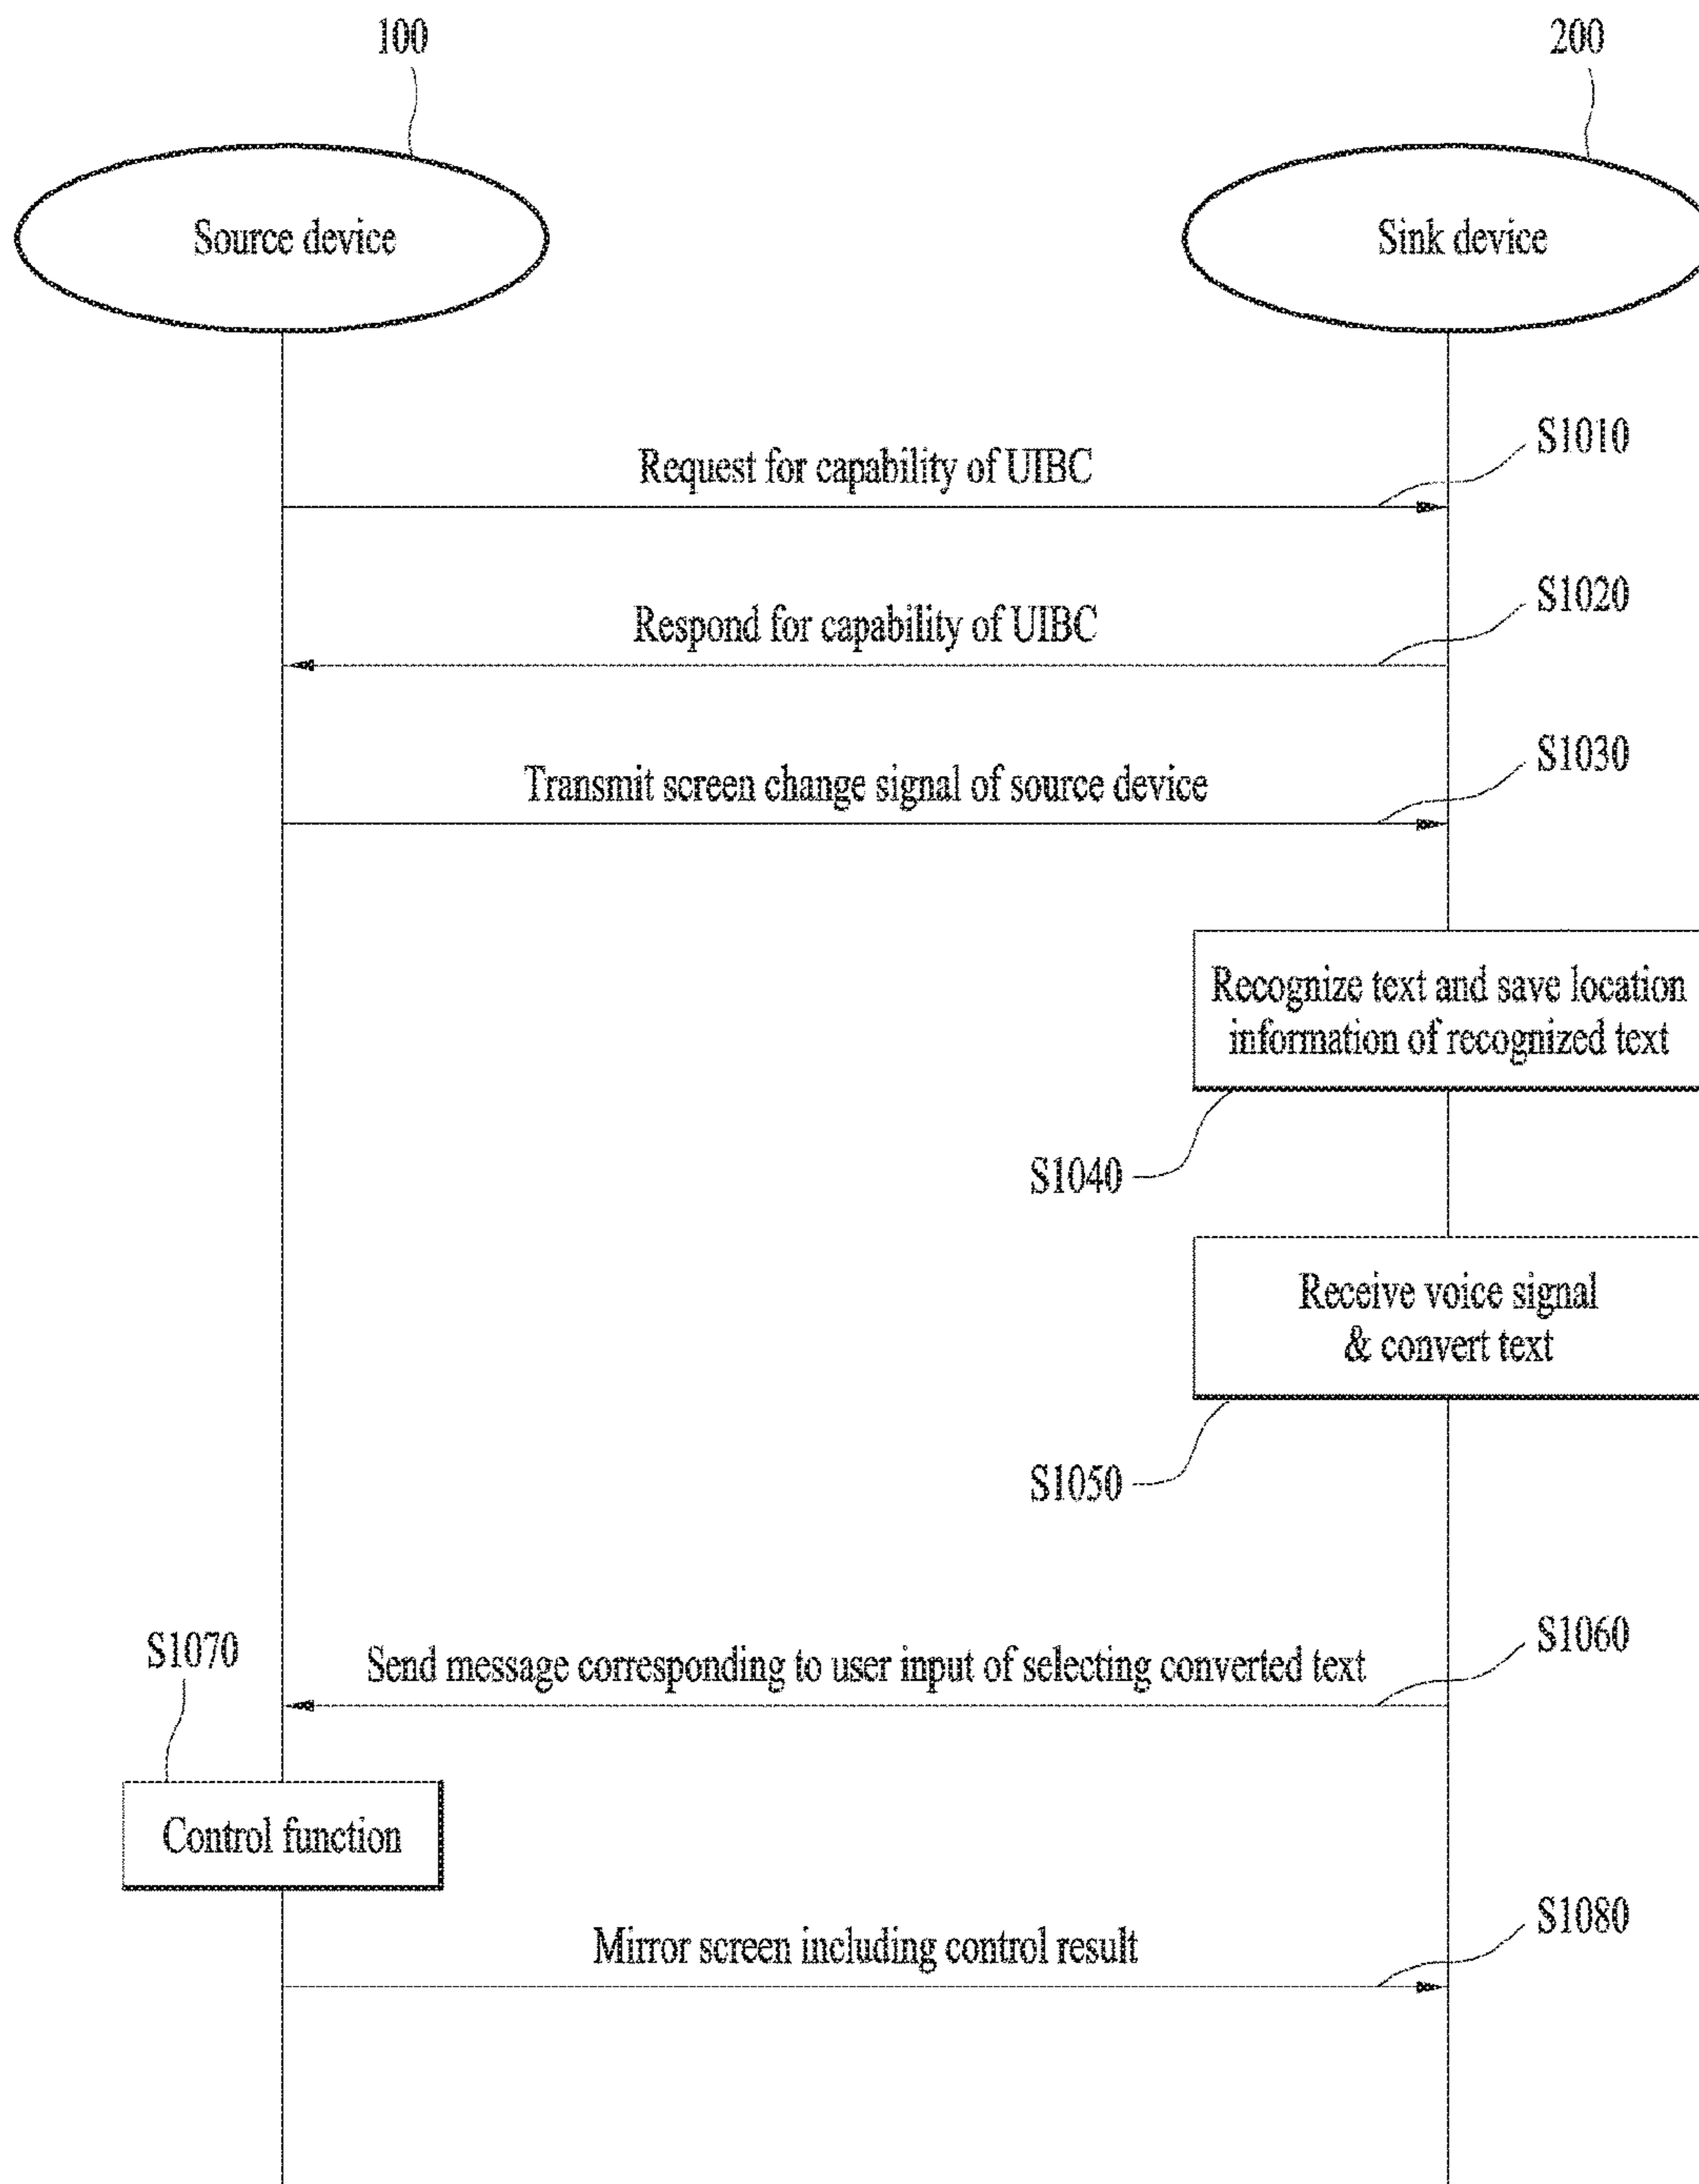 100
200
Source device
Sink device
S1010
Request for capability of UIBC
S1020
Respond for capability of UIBC
S1030
Transmit screen change signal of source device
Recognize text and save location
information of recognized text
S1040
Receive voice signal
& convert text
S1050
S1060
S1070
Send message corresponding to user input of selecting converted text
Control function
S1080
Mirror screen including control result